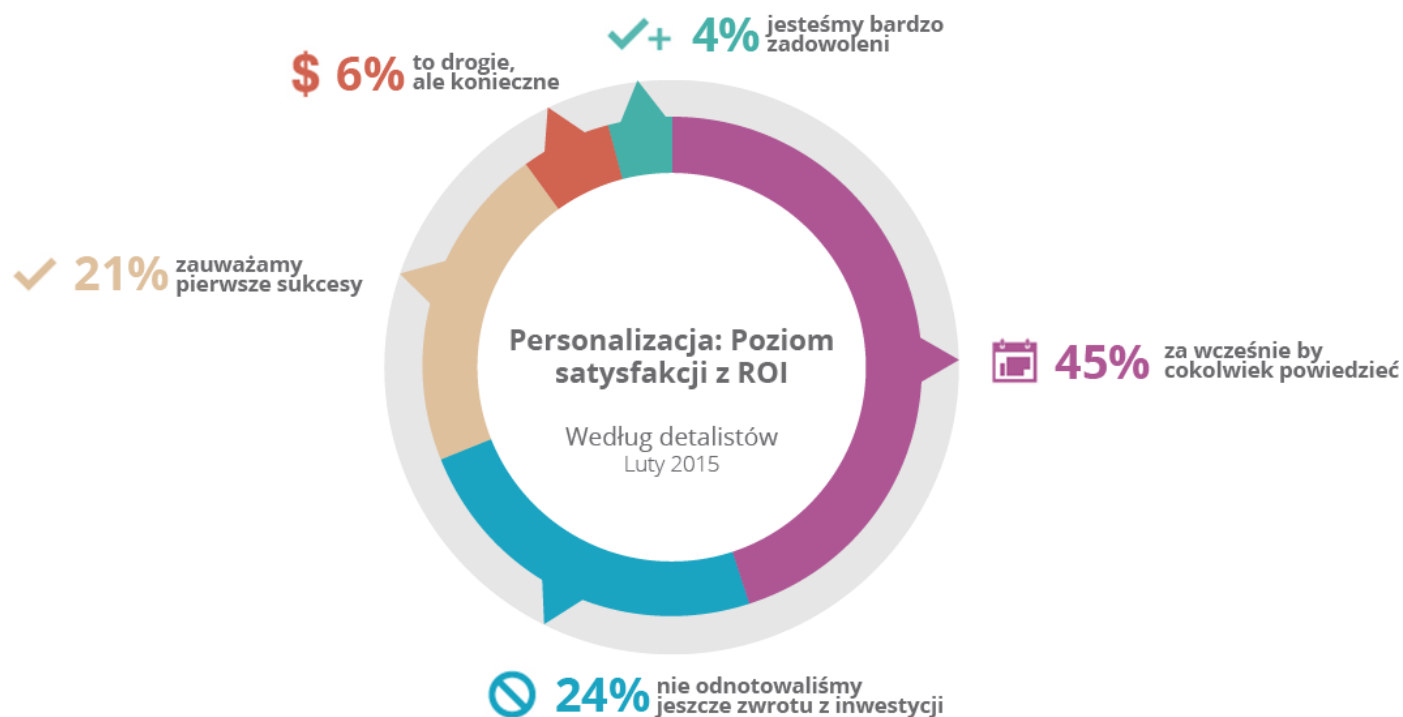 4% jesteśmy bardzo
zadowoleni
$ 6% to drogie,
ale konieczne
21% zauważamy
pierwsze sukcesy
Personalizacja: Poziom
satysfakcji z ROI
Według detalistów
Luty 2015
45% za wcześnie by
cokolwiek powiedzieć
24% nie odnotowaliśmy
jeszcze zwrotu z inwestycji